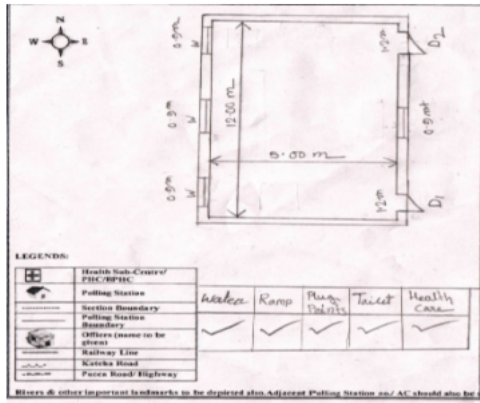 N
W E
S
0.9m W
0.9m W
0.9m W
12.00 m
9.00 m
1.2m D2
0.9mt
1.2m D1
LEGENDS:
Health Sub-Centre/
PHC/BPHC
Polling Station
Section Boundary
Polling Station
Boundary
Offices (name to be
given)
Railway Line
Katcha Road
Pacca Road/ Highway
Water Ramp Plug Points Toilet Health Care
Rivers & other important landmarks to be depicted also. Adjacent Polling Station no/ AC should also be